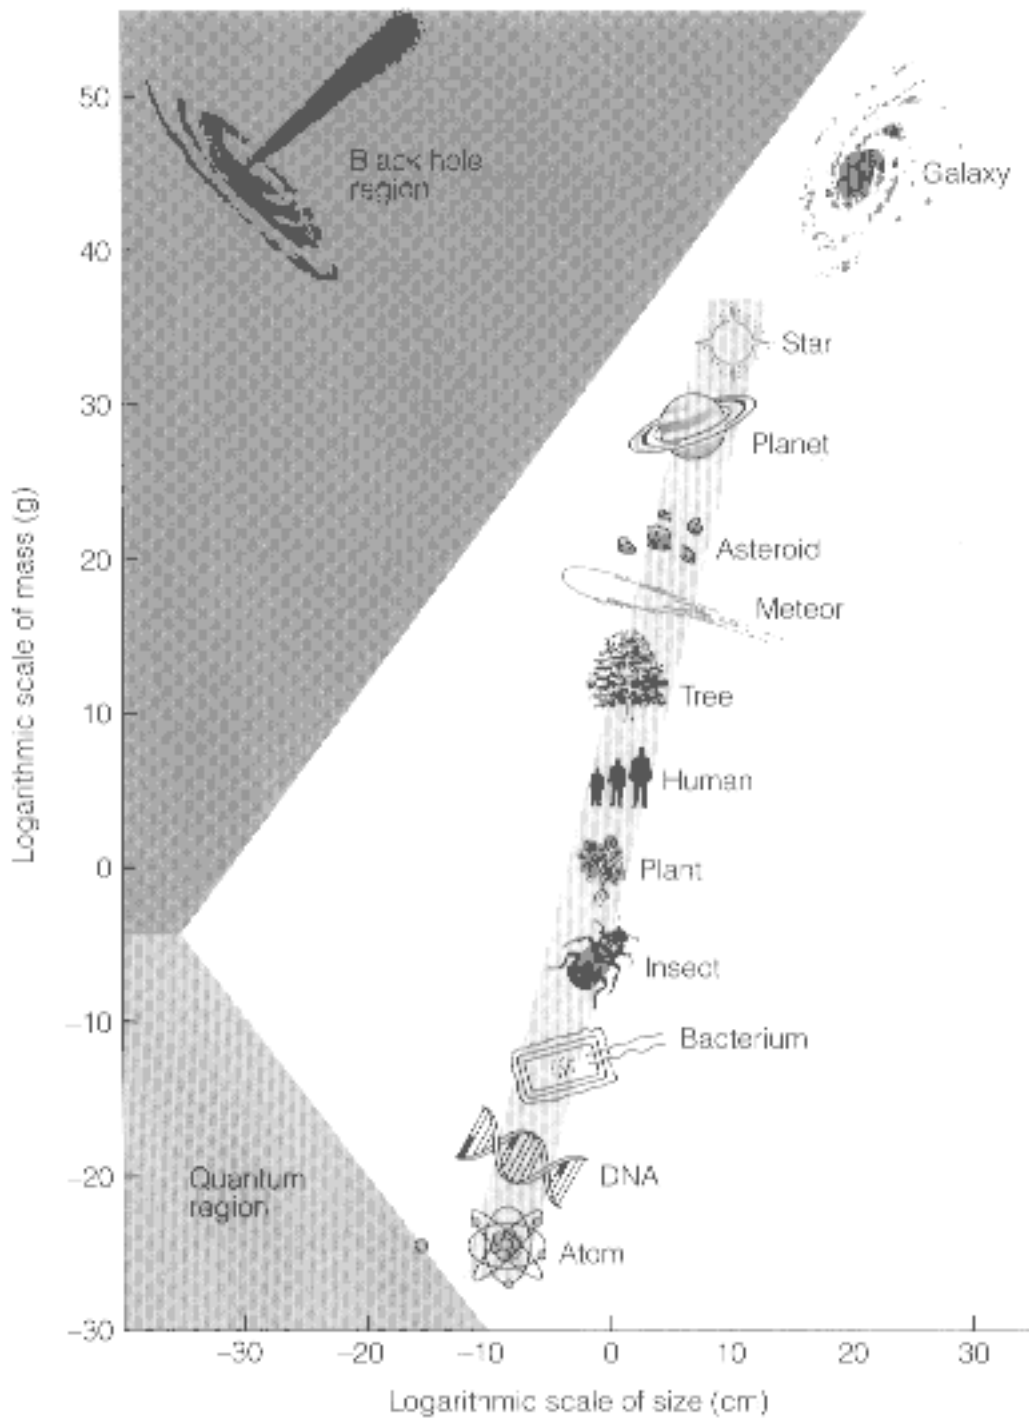 50
40
30
20
10
0
−10
−20
−30
Logarithmic scale of mass (g)
Black hole
region
Galaxy
Star
Planet
Asteroid
Meteor
Tree
Human
Plant
Insect
Bacterium
DNA
Atom
Quantum
region
−30 −20 −10 0 10 20 30
Logarithmic scale of size (cm)